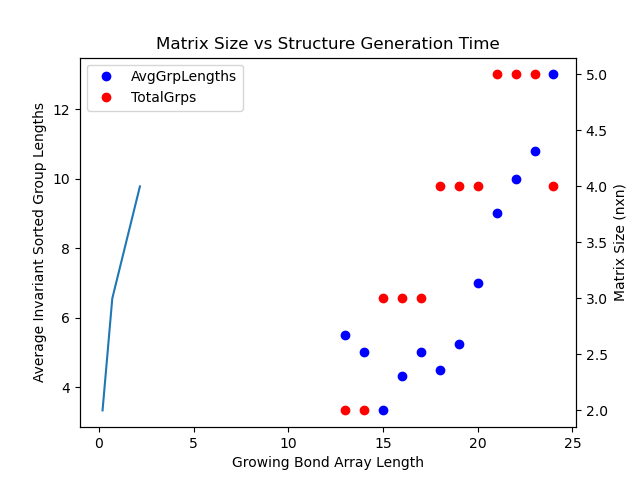 Matrix Size vs Structure Generation Time
AvgGrpLengths
TotalGrps
Average Invariant Sorted Group Lengths
12
10
8
6
4
5.0
4.5
4.0
3.5
3.0
2.5
2.0
Matrix Size (nxn)
0 5 10 15 20 25
Growing Bond Array Length